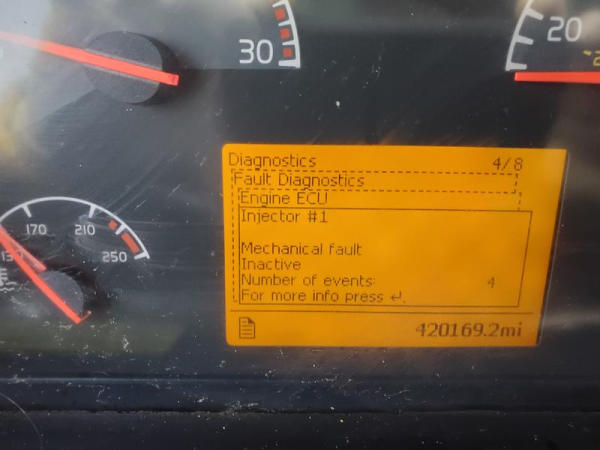 30
20
Diagnostics 4/8
Fault Diagnostics
Engine ECU
Injector #1
Mechanical fault
Inactive
Number of events: 4
For more info press ↵.
420169.2mi
170 210
250